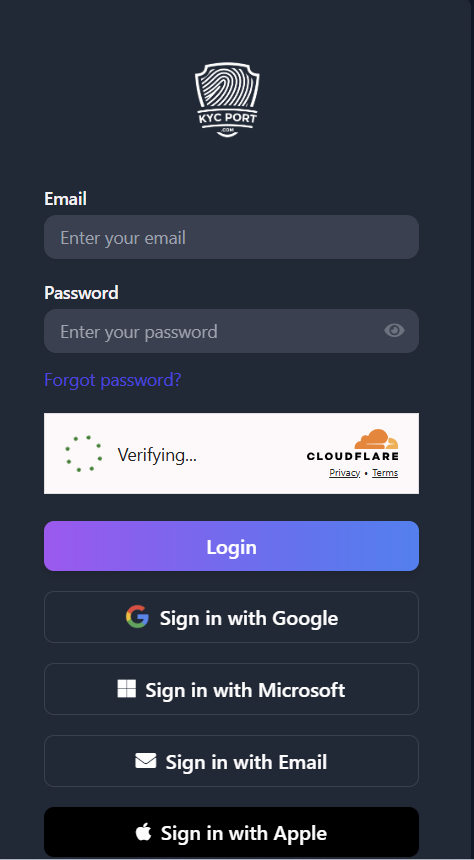 KYC PORT
.COM
Email
Enter your email
Password
Enter your password
Forgot password?
Verifying...
CLOUDFLARE
Privacy • Terms
Login
Sign in with Google
Sign in with Microsoft
Sign in with Email
Sign in with Apple